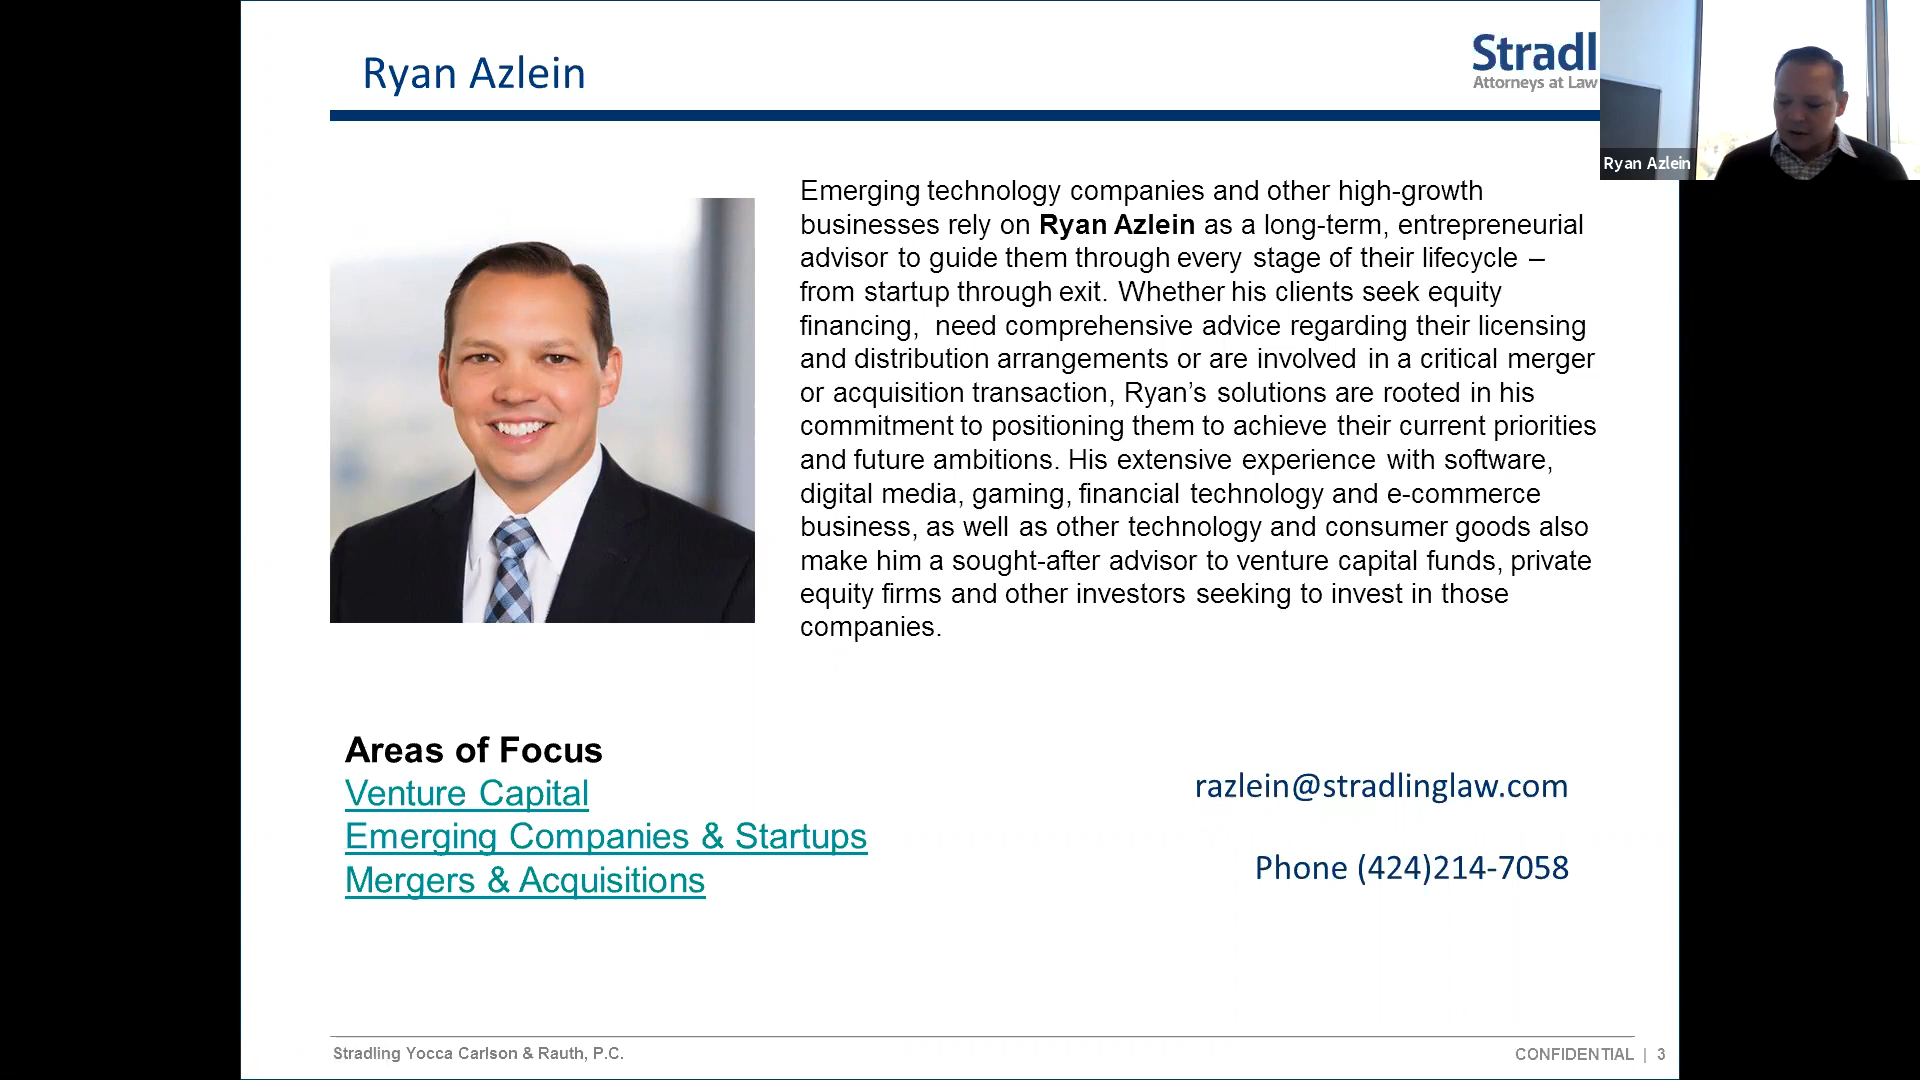 Ryan Azlein
Stradl
Attorneys at Law
Ryan Azlein
Emerging technology companies and other high-growth
businesses rely on Ryan Azlein as a long-term, entrepreneurial
advisor to guide them through every stage of their lifecycle –
from startup through exit. Whether his clients seek equity
financing,  need comprehensive advice regarding their licensing
and distribution arrangements or are involved in a critical merger
or acquisition transaction, Ryan’s solutions are rooted in his
commitment to positioning them to achieve their current priorities
and future ambitions. His extensive experience with software,
digital media, gaming, financial technology and e-commerce
business, as well as other technology and consumer goods also
make him a sought-after advisor to venture capital funds, private
equity firms and other investors seeking to invest in those
companies.
Areas of Focus
Venture Capital
Emerging Companies & Startups
Mergers & Acquisitions
razlein@stradlinglaw.com
Phone (424)214-7058
Stradling Yocca Carlson & Rauth, P.C.
CONFIDENTIAL | 3